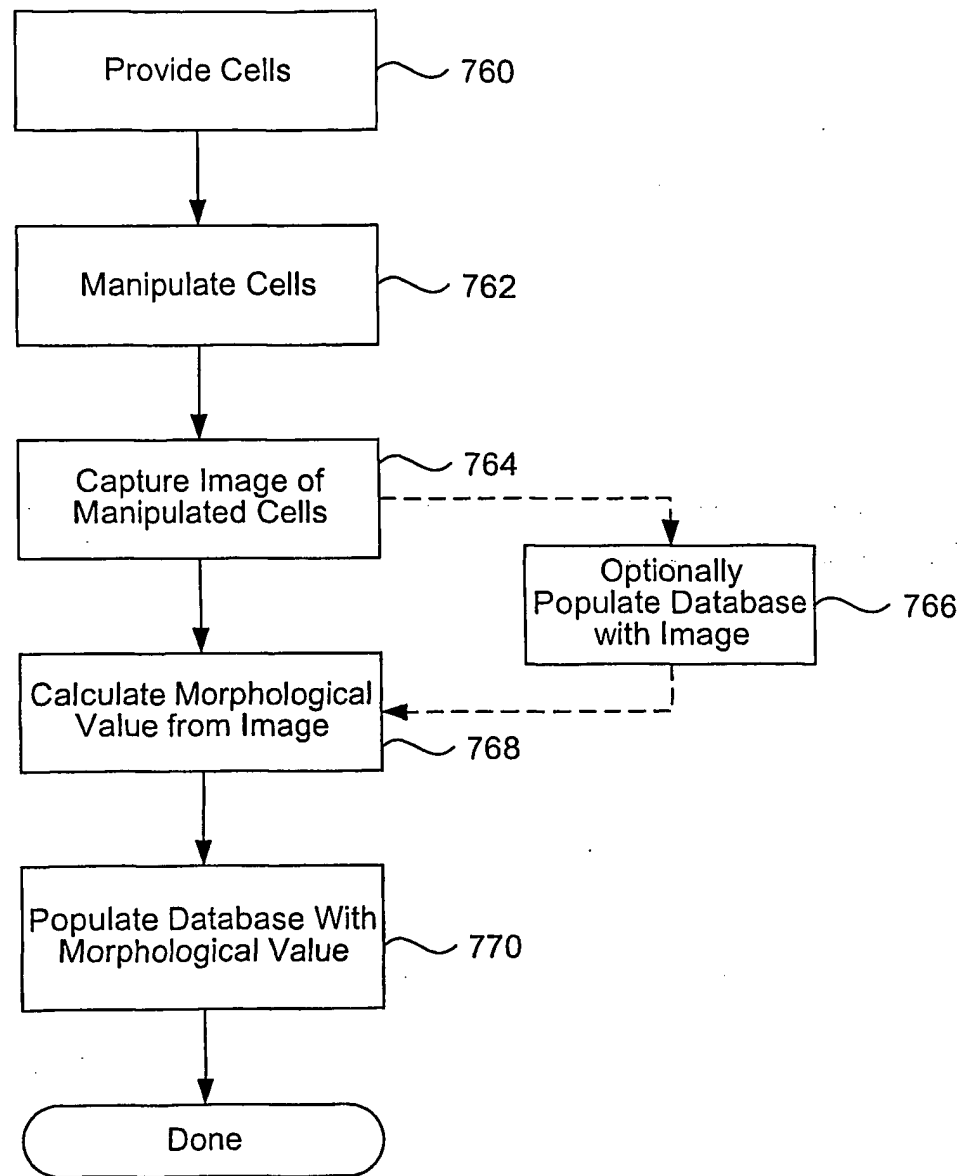 Provide Cells
760
Manipulate Cells
762
Capture Image of
Manipulated Cells
764
Optionally
Populate Database
with Image
766
Calculate Morphological
Value from Image
768
Populate Database With
Morphological Value
770
Done